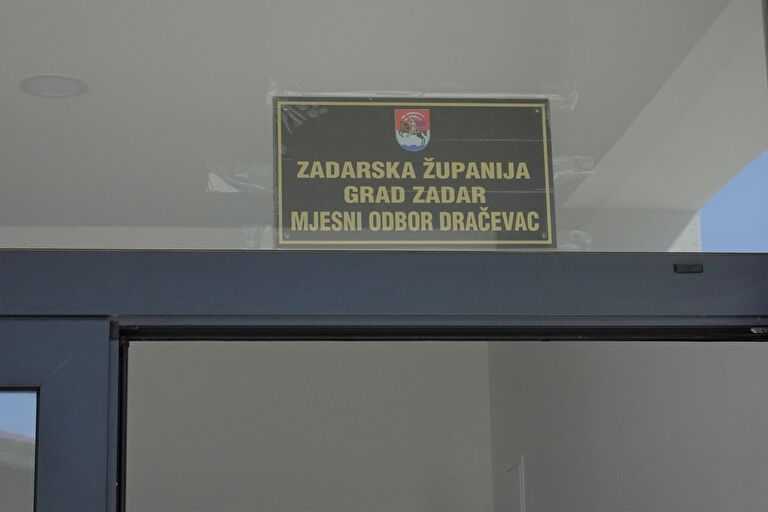 ZADARSKA ŽUPANIJA
GRAD ZADAR
MJESNI ODBOR DRAČEVAC